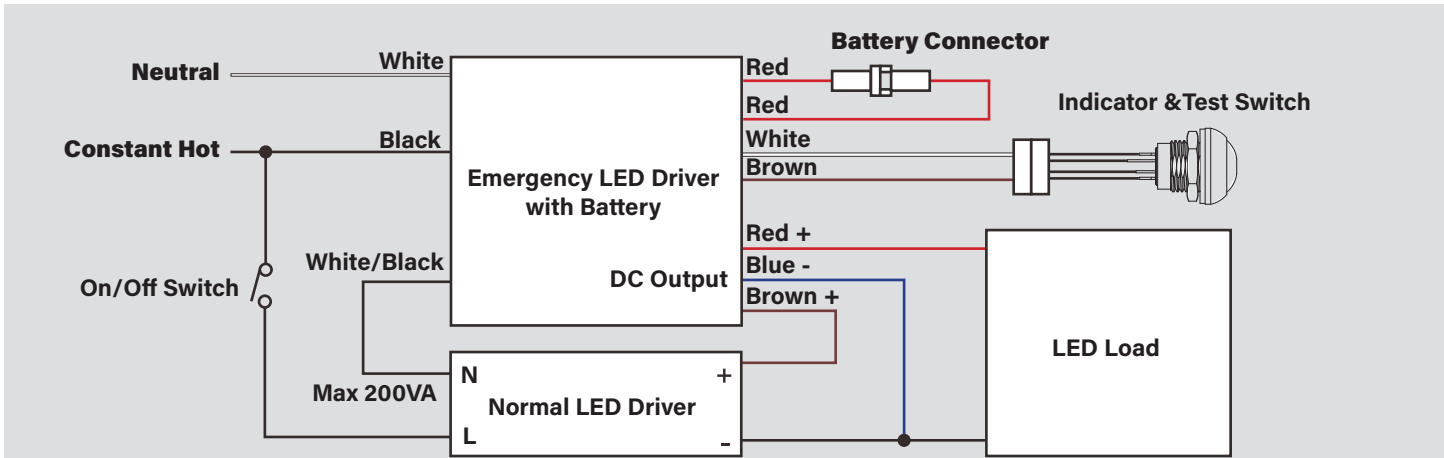 Battery Connector
Neutral
White
Red
Red
Indicator &Test Switch
Constant Hot
Black
White
Brown
Emergency LED Driver
with Battery
Red +
White/Black
Blue -
On/Off Switch
DC Output
Brown +
LED Load
Max 200VA
N
+
Normal LED Driver
L
-